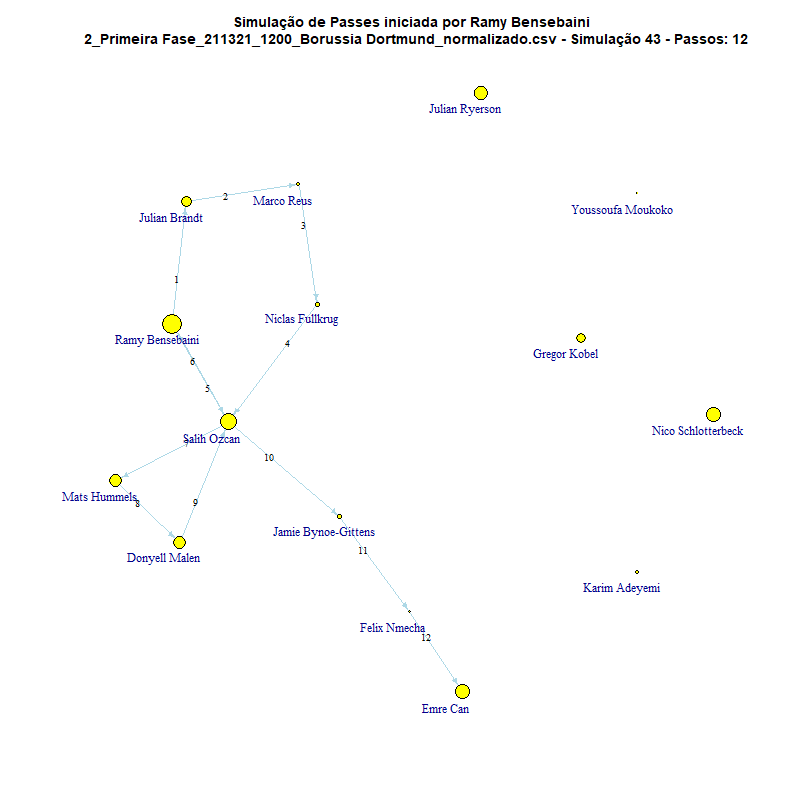 Simulação de Passes iniciada por Ramy Bensebaini
2_Primeira Fase_211321_1200_Borussia Dortmund_normalizado.csv - Simulação 43 - Passos: 12
Julian Ryerson
2
Marco Reus
Youssoufa Moukoko
Julian Brandt
3
1
Niclas Fullkrug
Ramy Bensebaini
4
Gregor Kobel
6
5
Nico Schlotterbeck
Salih Ozcan
10
Mats Hummels
8
9
Jamie Bynoe-Gittens
11
Donyell Malen
Karim Adeyemi
Felix Nmecha
12
Emre Can